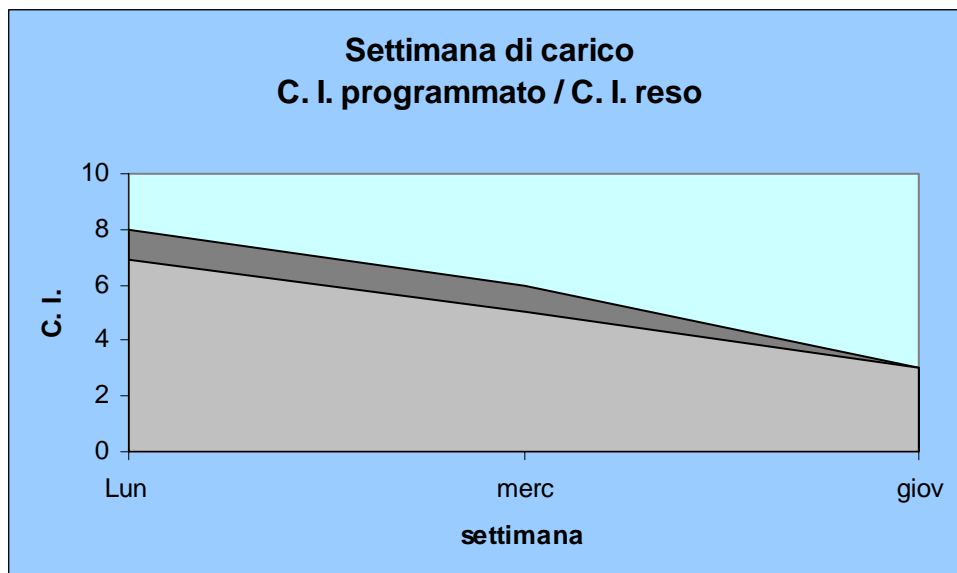 Settimana di carico
C. I. programmato / C. I. reso
10
8
6
4
2
0
C. I.
Lun merc giov
settimana